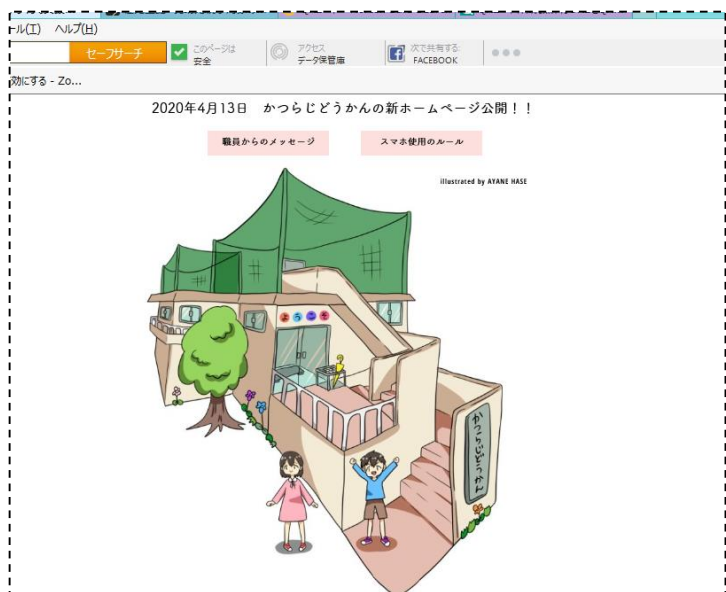 ール(T) ヘルプ(H)
セーフサーチ
このページは
安全
アクセス
データ保管庫
次で共有する
FACEBOOK
効にする - Zo...
2020年4月13日 かつらじどうかんの新ホームページ公開！！
職員からのメッセージ
スマホ使用のルール
illustrated by AYANE HASE
ようこそ
かつらじどうかん